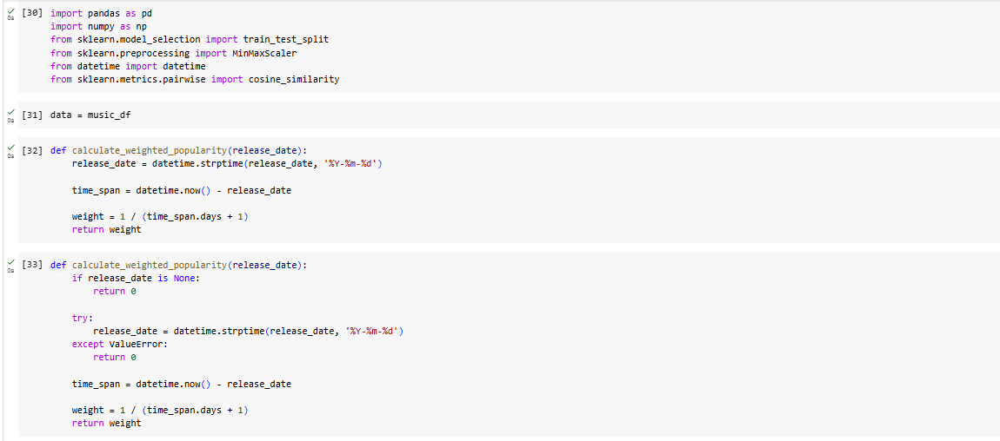 [30] import pandas as pd
0s
import numpy as np
from sklearn.model_selection import train_test_split
from sklearn.preprocessing import MinMaxScaler
from datetime import datetime
from sklearn.metrics.pairwise import cosine_similarity
[31] data = music_df
0s
[32] def calculate_weighted_popularity(release_date):
0s
    release_date = datetime.strptime(release_date, '%Y-%m-%d')
    time_span = datetime.now() - release_date
    weight = 1 / (time_span.days + 1)
    return weight
[33] def calculate_weighted_popularity(release_date):
0s
    if release_date is None:
        return 0
    try:
        release_date = datetime.strptime(release_date, '%Y-%m-%d')
    except ValueError:
        return 0
    time_span = datetime.now() - release_date
    weight = 1 / (time_span.days + 1)
    return weight